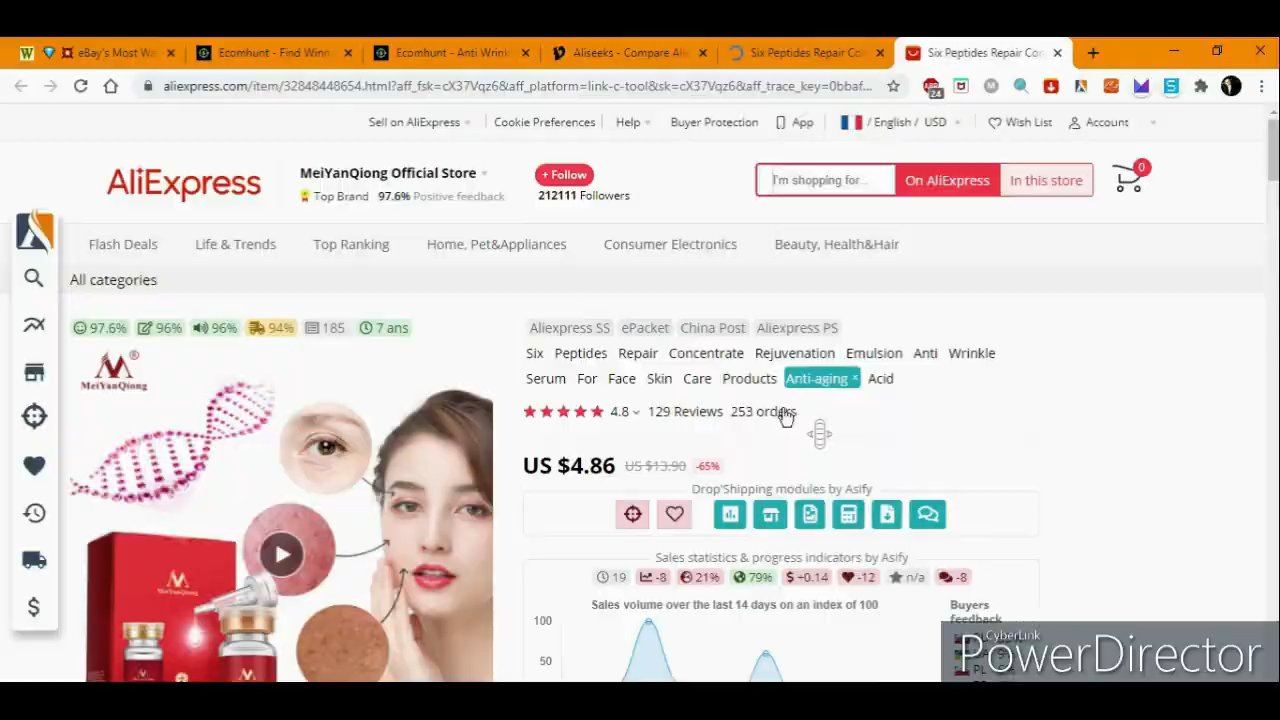 eBay's Most Wa
Ecomhunt - Find Winn
Ecomhunt - Anti Wrink
Aliseeks - Compare Ali
Six Peptides Repair Co
Six Peptides Repair Con
aliexpress.com/item/32848448654.html?aff_fsk=cX37Vqz6&aff_platform=link-c-tool&sk=cX37Vqz6&aff_trace_key=0bbaf...
24
Sell on AliExpress
Cookie Preferences
Help
Buyer Protection
App
/ English / USD
Wish List
Account
AliExpress
MeiYanQiong Official Store
Top Brand 97.6% Positive feedback
+ Follow
212111 Followers
I'm shopping for...
On AliExpress
In this store
0
Flash Deals
Life & Trends
Top Ranking
Home, Pet&Appliances
Consumer Electronics
Beauty, Health&Hair
All categories
97.6% 96% 96% 94% 185 7 ans
MeiYanQiong ®
Aliexpress SS ePacket China Post Aliexpress PS
Six Peptides Repair Concentrate Rejuvenation Emulsion Anti Wrinkle
Serum For Face Skin Care Products Anti-aging × Acid
4.8 129 Reviews 253 orders
US $4.86 US $13.90 -65%
Drop'Shipping modules by Asify
Sales statistics & progress indicators by Asify
19 -8 21% 79% +0.14 -12 n/a -8
Sales volume over the last 14 days on an index of 100
Buyers
feedback
100
50
PL
CyberLink
PowerDirector